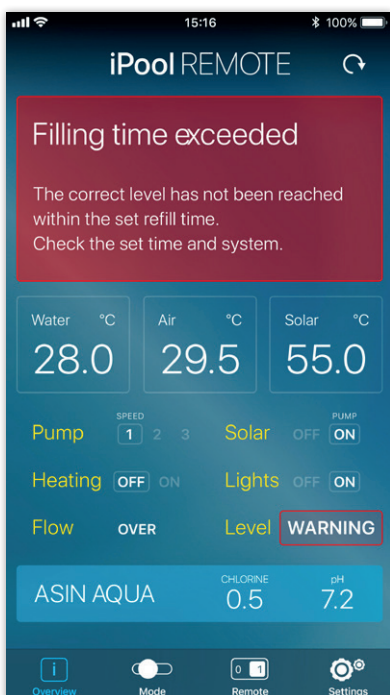 15:16
100%
iPool REMOTE
Filling time exceeded
The correct level has not been reached
within the set refill time.
Check the set time and system.
Water °C Air °C Solar °C
28.0 29.5 55.0
SPEED PUMP
Pump 1 2 3 Solar OFF ON
Heating OFF ON Lights OFF ON
Flow OVER Level WARNING
CHLORINE pH
ASIN AQUA 0.5 7.2
i 0 1
Overview Mode Remote Settings